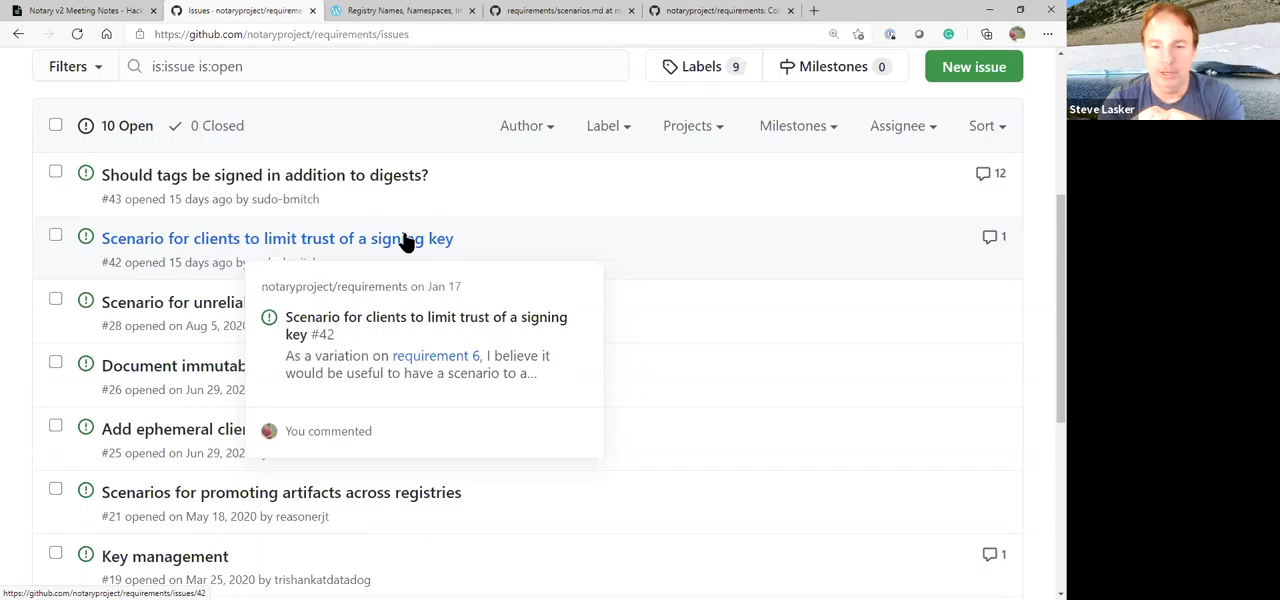 Notary v2 Meeting Notes - Hack
Issues · notaryproject/requireme
Registry Names, Namespaces, Im
requirements/scenarios.md at m
notaryproject/requirements: Coll
https://github.com/notaryproject/requirements/issues
Filters
is:issue is:open
Labels 9
Milestones 0
New issue
10 Open
0 Closed
Author
Label
Projects
Milestones
Assignee
Sort
Should tags be signed in addition to digests?
12
#43 opened 15 days ago by sudo-bmitch
Scenario for clients to limit trust of a signing key
1
#42 opened 15 days ago by
notaryproject/requirements on Jan 17
Scenario for clients to limit trust of a signing
key #42
As a variation on requirement 6, I believe it
would be useful to have a scenario to a...
You commented
Scenario for unrelia
#28 opened on Aug 5, 2020
Document immutab
#26 opened on Jun 29, 202
Add ephemeral clie
#25 opened on Jun 29, 202
Scenarios for promoting artifacts across registries
#21 opened on May 18, 2020 by reasonerjt
Key management
1
#19 opened on Mar 25, 2020 by trishankatdatadog
https://github.com/notaryproject/requirements/issues/42
Steve Lasker